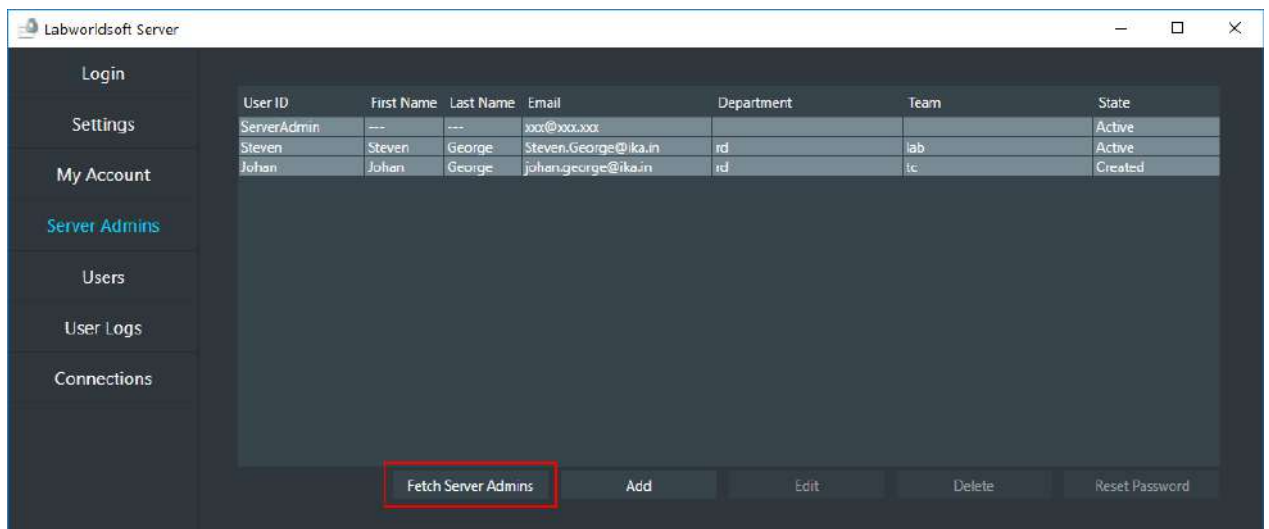 Labworldsoft Server
Login
Settings
My Account
Server Admins
Users
User Logs
Connections
User ID First Name Last Name Email Department Team State
ServerAdmin --- --- xxx@xxx.xxx Active
Steven Steven George Steven.George@ika.in rd lab Active
Johan Johan George johan.george@ika.in rd tc Created
Fetch Server Admins Add Edit Delete Reset Password